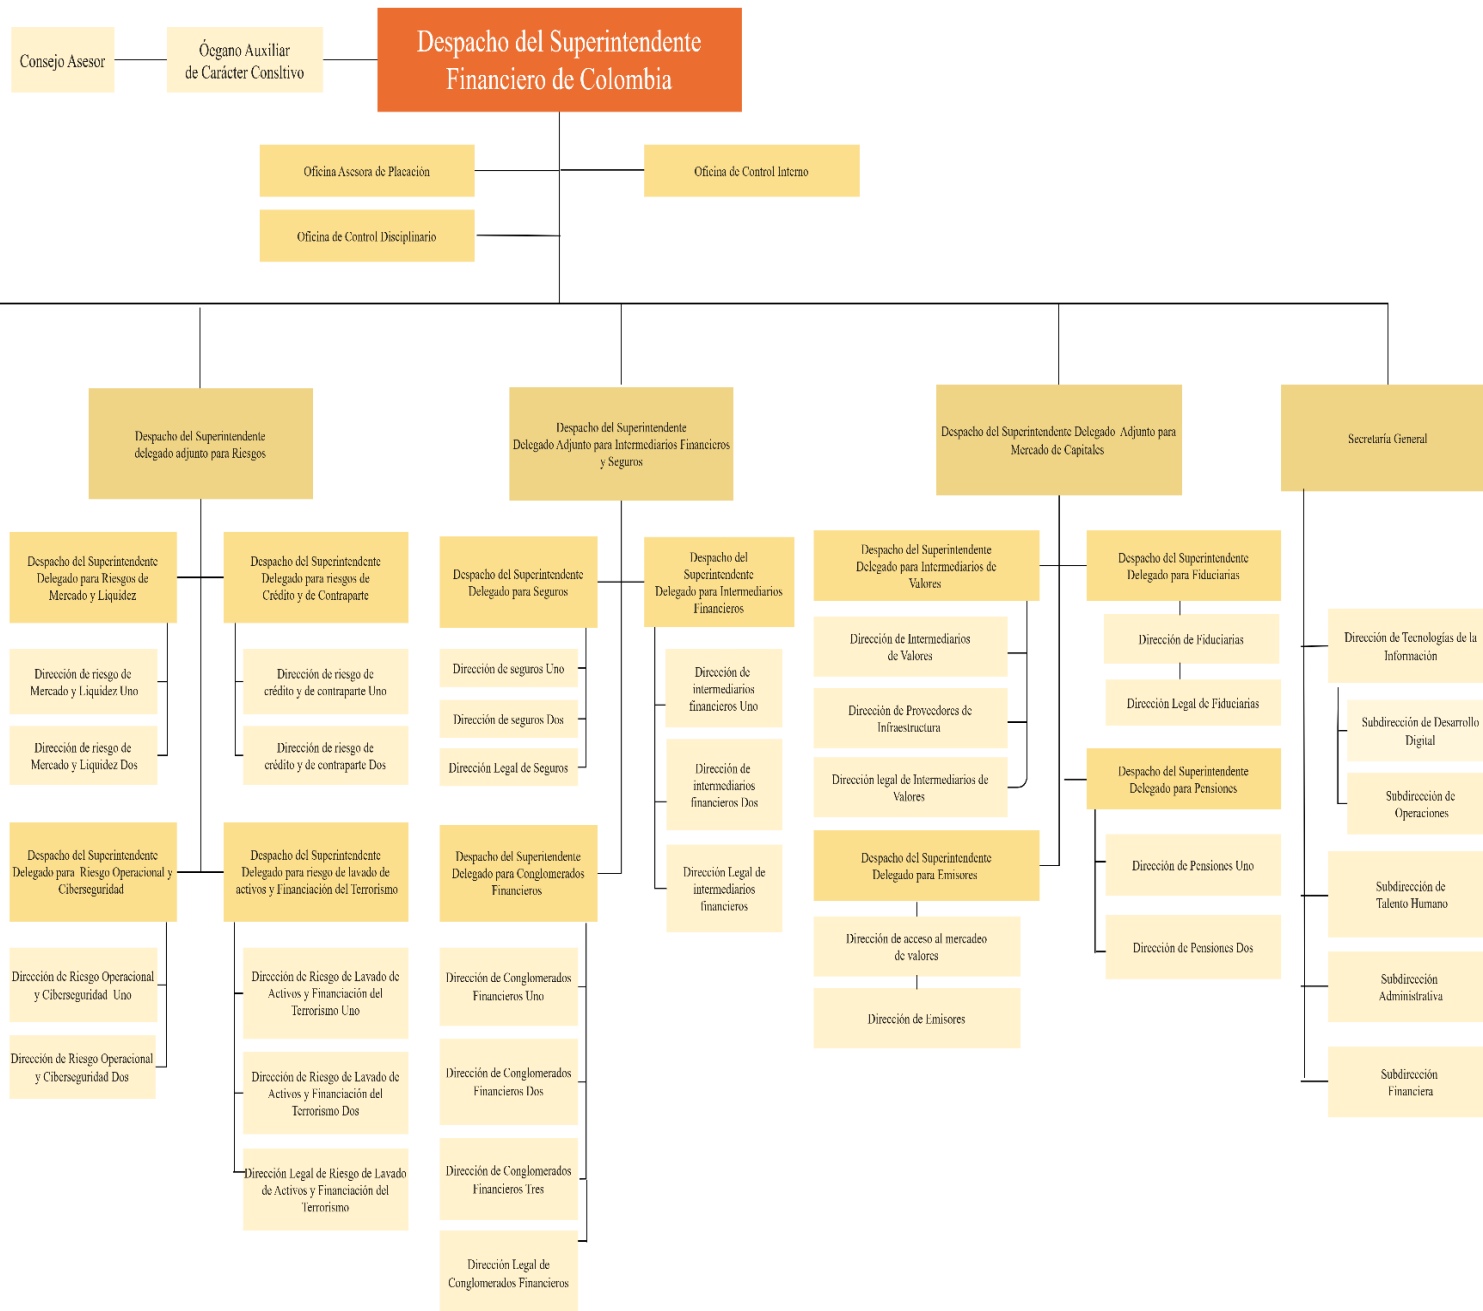 Consejo Asesor
Óegano Auxiliar
de Carácter Consltivo
Despacho del Superintendente
Financiero de Colombia
Oficina Asesora de Placación
Oficina de Control Interno
Oficina de Control Disciplinario
Despacho del Superintendente
delegado adjunto para Riesgos
Despacho del Superintendente
Delegado Adjunto para Intermediarios Financieros
y Seguros
Despacho del Superintendente Delegado Adjunto para
Mercado de Capitales
Secretaría General
Despacho del Superintendente
Delegado para Riesgos de
Mercado y Liquidez
Despacho del Superintendente
Delegado para riesgos de
Crédito y de Contraparte
Dirección de riesgo de
Mercado y Liquidez Uno
Dirección de riesgo de
crédito y de contraparte Uno
Dirección de riesgo de
Mercado y Liquidez Dos
Dirección de riesgo de
crédito y de contraparte Dos
Despacho del Superintendente
Delegado para Riesgo Operacional y
Ciberseguridad
Despacho del Superintendente
Delegado para riesgo de lavado de
activos y Financiación del Terrorismo
Dirección de Riesgo Operacional
y Ciberseguridad Uno
Dirección de Riesgo Operacional
y Ciberseguridad Dos
Dirección de Riesgo de Lavado de
Activos y Financiación del
Terrorismo Uno
Dirección de Riesgo de Lavado de
Activos y Financiación del
Terrorismo Dos
Dirección Legal de Riesgo de Lavado
de Activos y Financiación del
Terrorismo
Despacho del Superintendente
Delegado para Seguros
Despacho del
Superintendente
Delegado para Intermediarios
Financieros
Dirección de seguros Uno
Dirección de seguros Dos
Dirección Legal de Seguros
Dirección de
intermediarios
financieros Uno
Dirección de
intermediarios
financieros Dos
Dirección Legal de
intermediarios
financieros
Despacho del Superitendente
Delegado para Conglomerados
Financieros
Dirección de Conglomerados
Financieros Uno
Dirección de Conglomerados
Financieros Dos
Dirección de Conglomerados
Financieros Tres
Dirección Legal de
Conglomerados Financieros
Despacho del Superintendente
Delegado para Intermediarios de
Valores
Despacho del Superintendente
Delegado para Fiduciarias
Dirección de Intermediarios
de Valores
Dirección de Proveedores de
Infraestructura
Dirección legal de Intermediarios de
Valores
Dirección de Fiduciarias
Dirección Legal de Fiduciarias
Despacho del Superintendente
Delegado para Pensiones
Dirección de Pensiones Uno
Dirección de Pensiones Dos
Despacho del Superintendente
Delegado para Emisores
Dirección de acceso al mercadeo
de valores
Dirección de Emisores
Dirección de Tecnologías de la
Información
Subdirección de Desarrollo
Digital
Subdirección de
Operaciones
Subdirección de
Talento Humano
Subdirección
Administrativa
Subdirección
Financiera